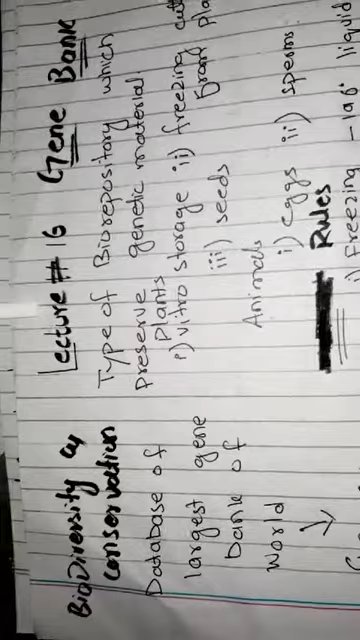 Lecture # 16 Gene Bank
Type of Biorepository which
preserve genetic material
Plants
i) vitro storage ii) freezing
iii) seeds
Animals
i) eggs ii) sperms
Rules
i) Freezing -196° liquid
BioDiversity &
conservation
Database of
largest gene
bank of
world